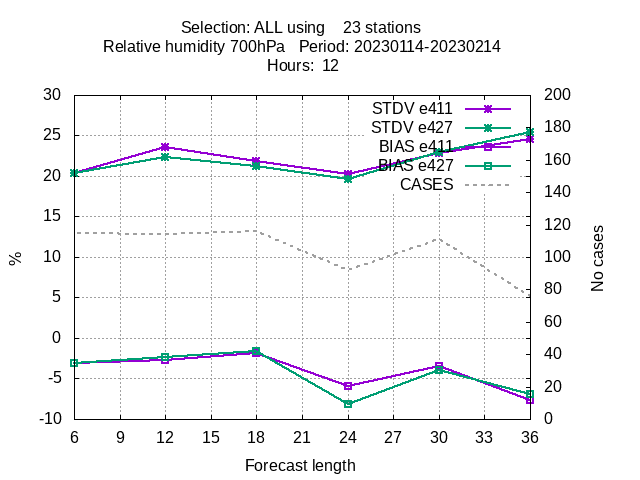 Selection: ALL using 23 stations
Relative humidity 700hPa Period: 20230114-20230214
Hours: 12
30
25
20
15
10
5
0
-5
-10
200
180
160
140
120
100
80
60
40
20
0
STDV e411
STDV e427
BIAS e411
BIAS e427
CASES
%
No cases
6 9 12 15 18 21 24 27 30 33 36
Forecast length